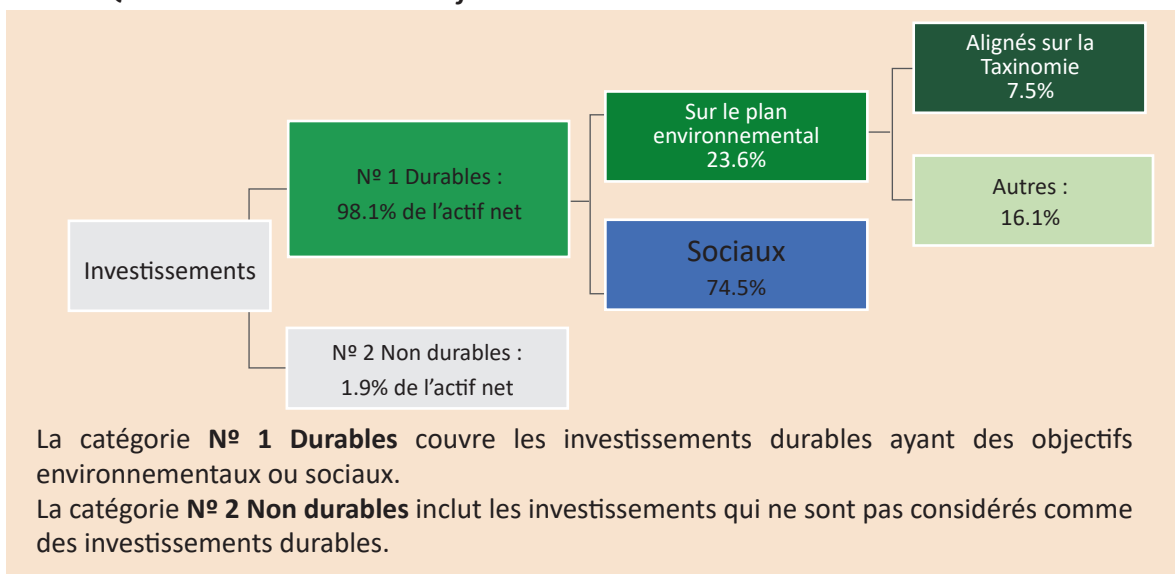 Alignés sur la
Taxinomie
7.5%
Sur le plan
environnemental
23.6%
Nº 1 Durables :
98.1% de l’actif net
Autres :
16.1%
Investissements
Sociaux
74.5%
Nº 2 Non durables :
1.9% de l’actif net
La catégorie Nº 1 Durables couvre les investissements durables ayant des objectifs
environnementaux ou sociaux.
La catégorie Nº 2 Non durables inclut les investissements qui ne sont pas considérés comme
des investissements durables.